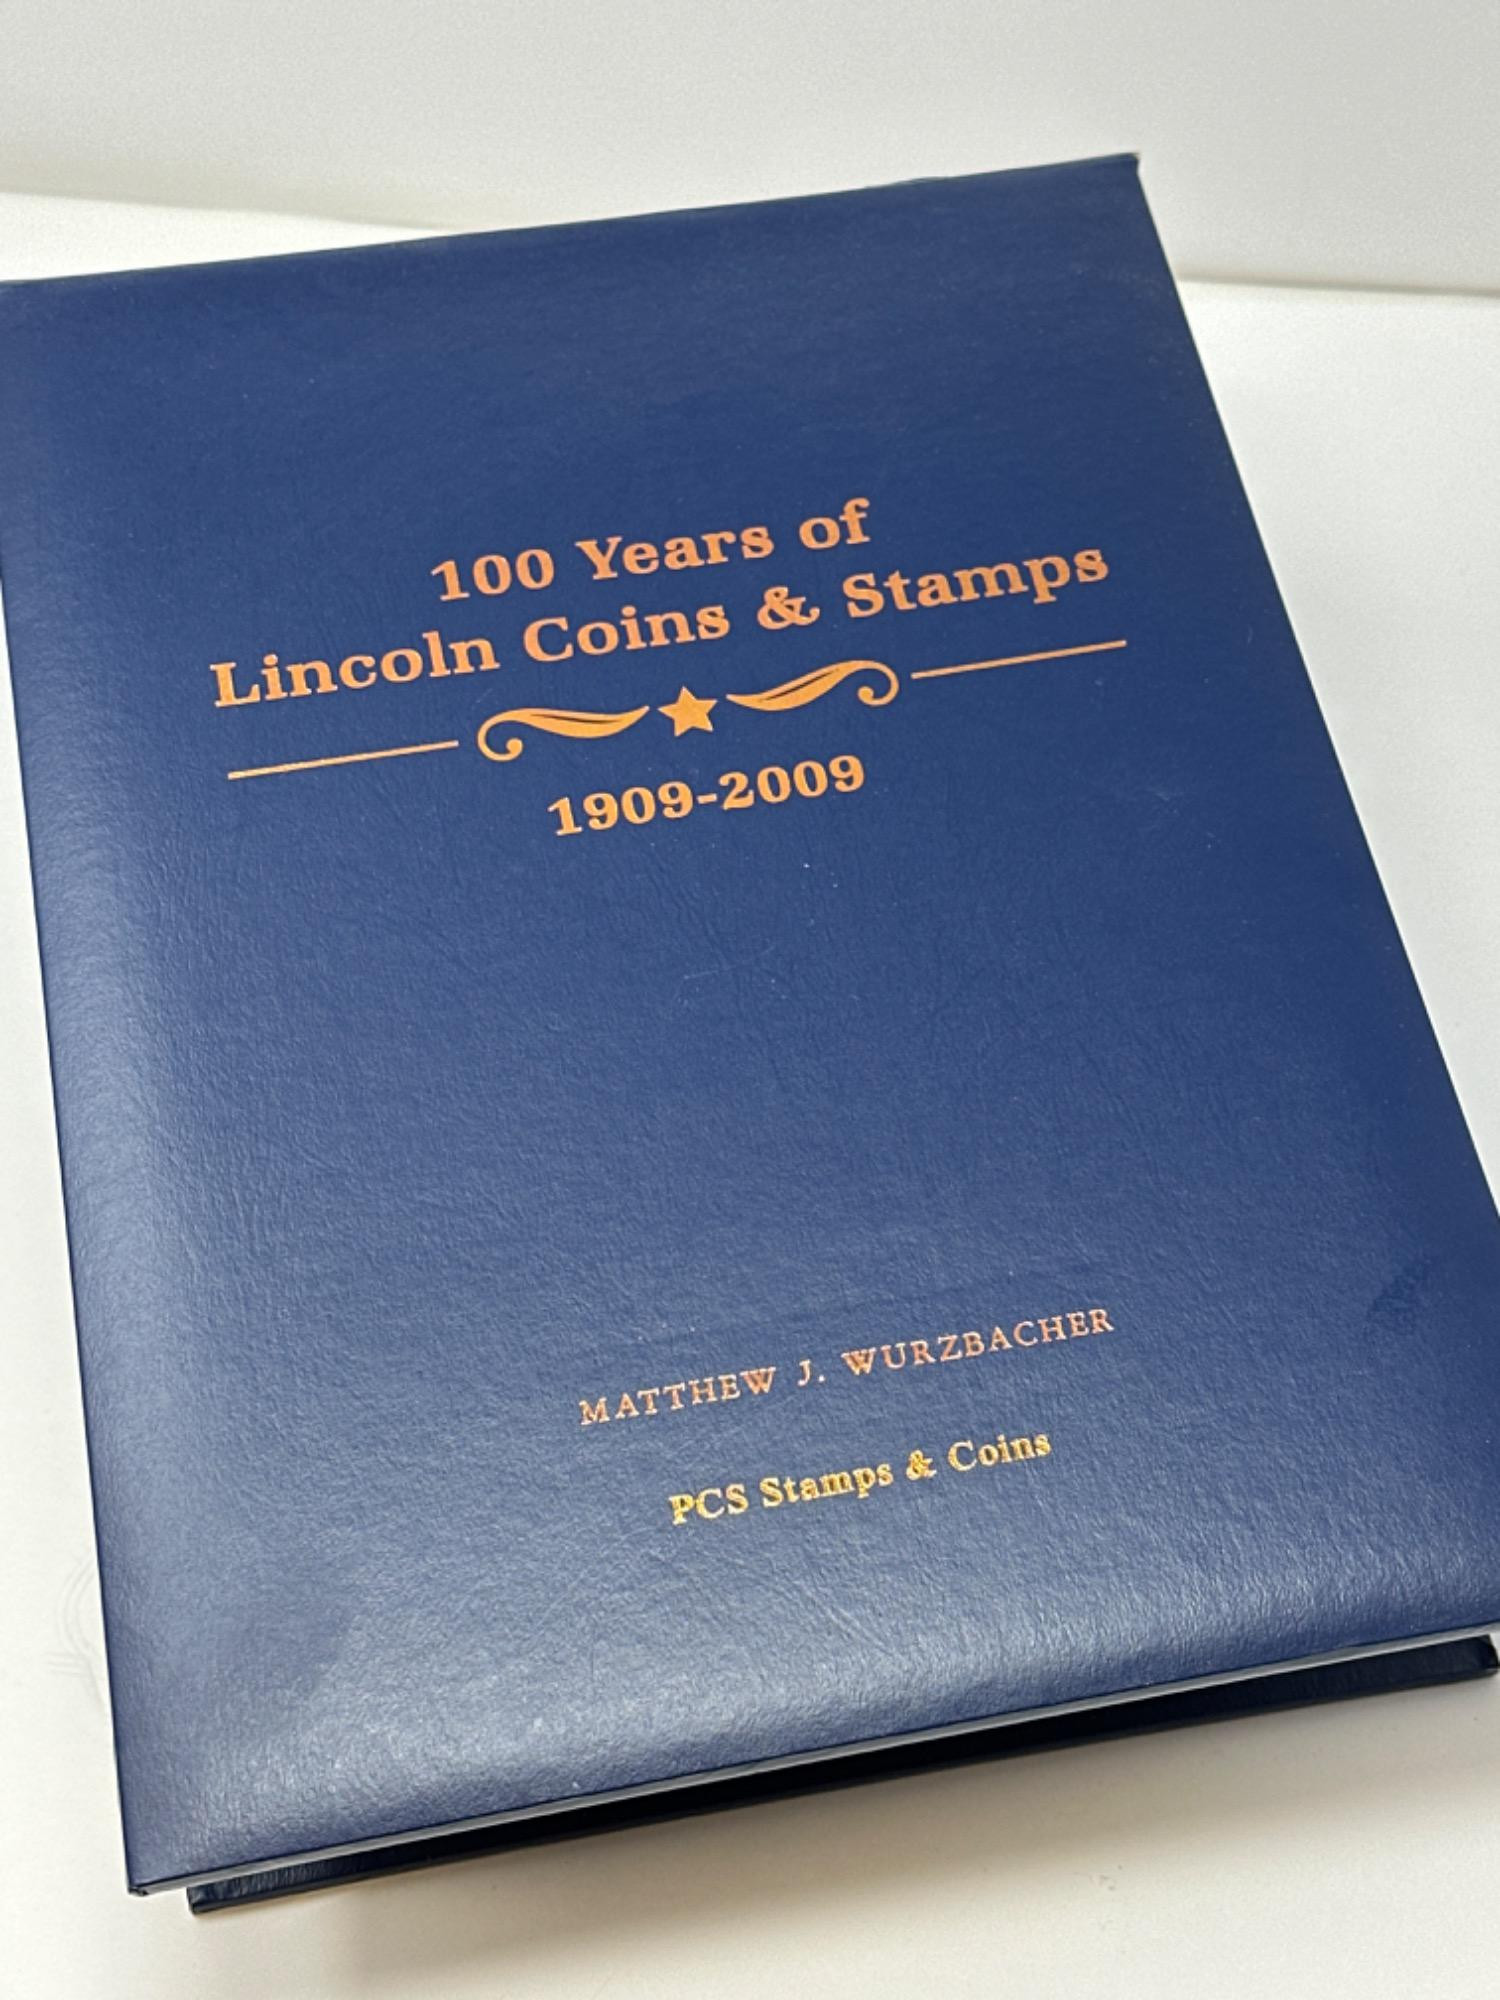 100 Years of
Lincoln Coins & Stamps
1909-2009
MATTHEW J. WURZBACHER
PCS Stamps & Coins